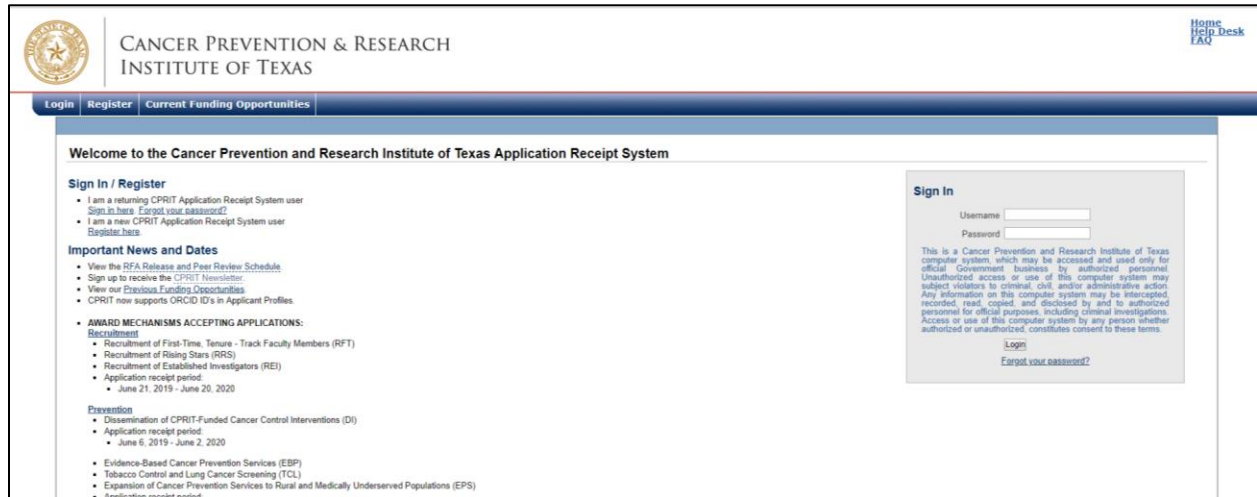 Home
Help Desk
FAQ
CANCER PREVENTION & RESEARCH
INSTITUTE OF TEXAS
Login Register Current Funding Opportunities
Welcome to the Cancer Prevention and Research Institute of Texas Application Receipt System
Sign In / Register
I am a returning CPRIT Application Receipt System user
Sign in here. Forgot your password?
I am a new CPRIT Application Receipt System user
Register here.
Important News and Dates
View the RFA Release and Peer Review Schedule.
Sign up to receive the CPRIT Newsletter.
View our Previous Funding Opportunities.
CPRIT now supports ORCID ID's in Applicant Profiles.
AWARD MECHANISMS ACCEPTING APPLICATIONS:
Recruitment
Recruitment of First-Time, Tenure - Track Faculty Members (RFT)
Recruitment of Rising Stars (RRS)
Recruitment of Established Investigators (REI)
Application receipt period:
June 21, 2019 - June 20, 2020
Prevention
Dissemination of CPRIT-Funded Cancer Control Interventions (DI)
Application receipt period:
June 6, 2019 - June 2, 2020
Evidence-Based Cancer Prevention Services (EBP)
Tobacco Control and Lung Cancer Screening (TCL)
Expansion of Cancer Prevention Services to Rural and Medically Underserved Populations (EPS)
Application receipt period:
Sign In
Username
Password
This is a Cancer Prevention and Research Institute of Texas
computer system, which may be accessed and used only for
official Government business by authorized personnel.
Unauthorized access or use of this computer system may
subject violators to criminal, civil, and/or administrative action.
Any information on this computer system may be intercepted,
recorded, read, copied, and disclosed by and to authorized
personnel for official purposes, including criminal investigations.
Access or use of this computer system by any person whether
authorized or unauthorized, constitutes consent to these terms.
Login
Forgot your password?